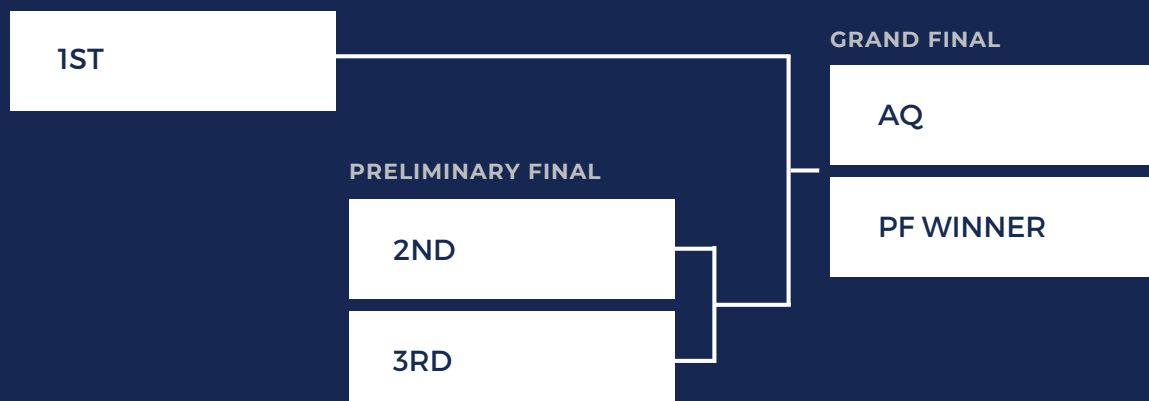 1ST
PRELIMINARY FINAL
2ND
3RD
GRAND FINAL
AQ
PF WINNER